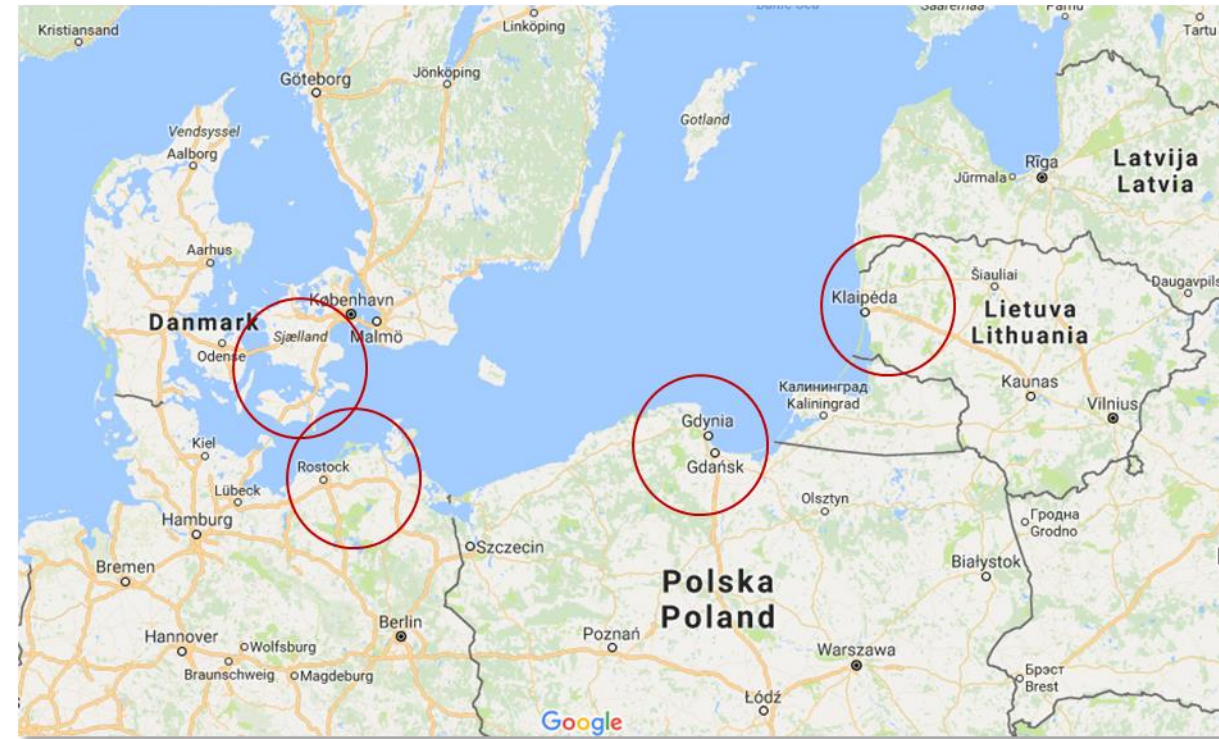 Kristiansand
Linköping
Tartu
Göteborg
Jönköping
Gotland
Vendsyssel
Aalborg
Rīga
Jūrmala
Latvija
Latvia
Aarhus
Šiauliai
Daugavpils
København
Klaipėda
Lietuva
Lithuania
Danmark
Sjælland
Malmö
Odense
Калининград
Kaliningrad
Kaunas
Vilnius
Gdynia
Gdańsk
Kiel
Rostock
Lübeck
Olsztyn
Hamburg
Гродна
Grodno
Szczecin
Białystok
Bremen
Polska
Poland
Berlin
Hannover
Wolfsburg
Poznań
Warszawa
Braunschweig
Magdeburg
Брэст
Brest
Łódź
Google